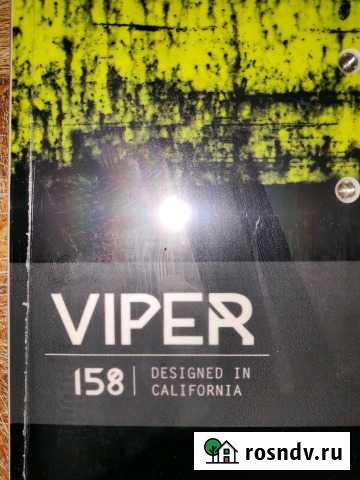 VIPER
158
DESIGNED IN
CALIFORNIA
rosndv.ru